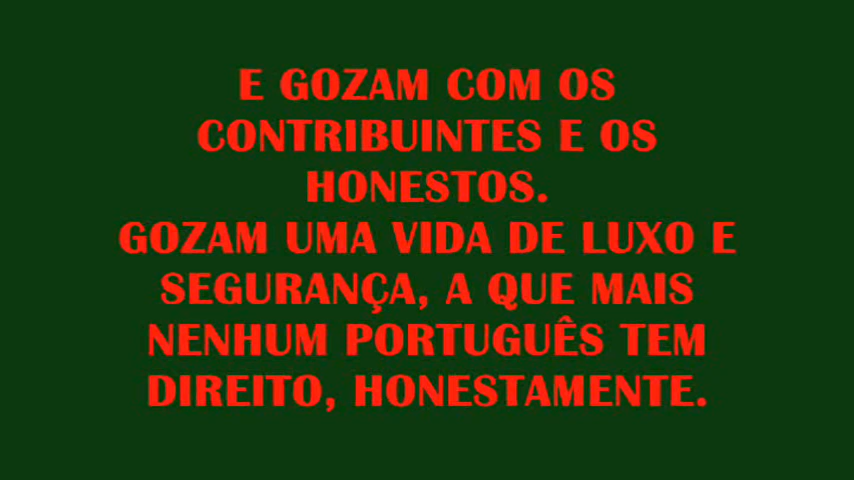 E GOZAM COM OS
CONTRIBUINTES E OS
HONESTOS.
GOZAM UMA VIDA DE LUXO E
SEGURANÇA, A QUE MAIS
NENHUM PORTUGUÊS TEM
DIREITO, HONESTAMENTE.